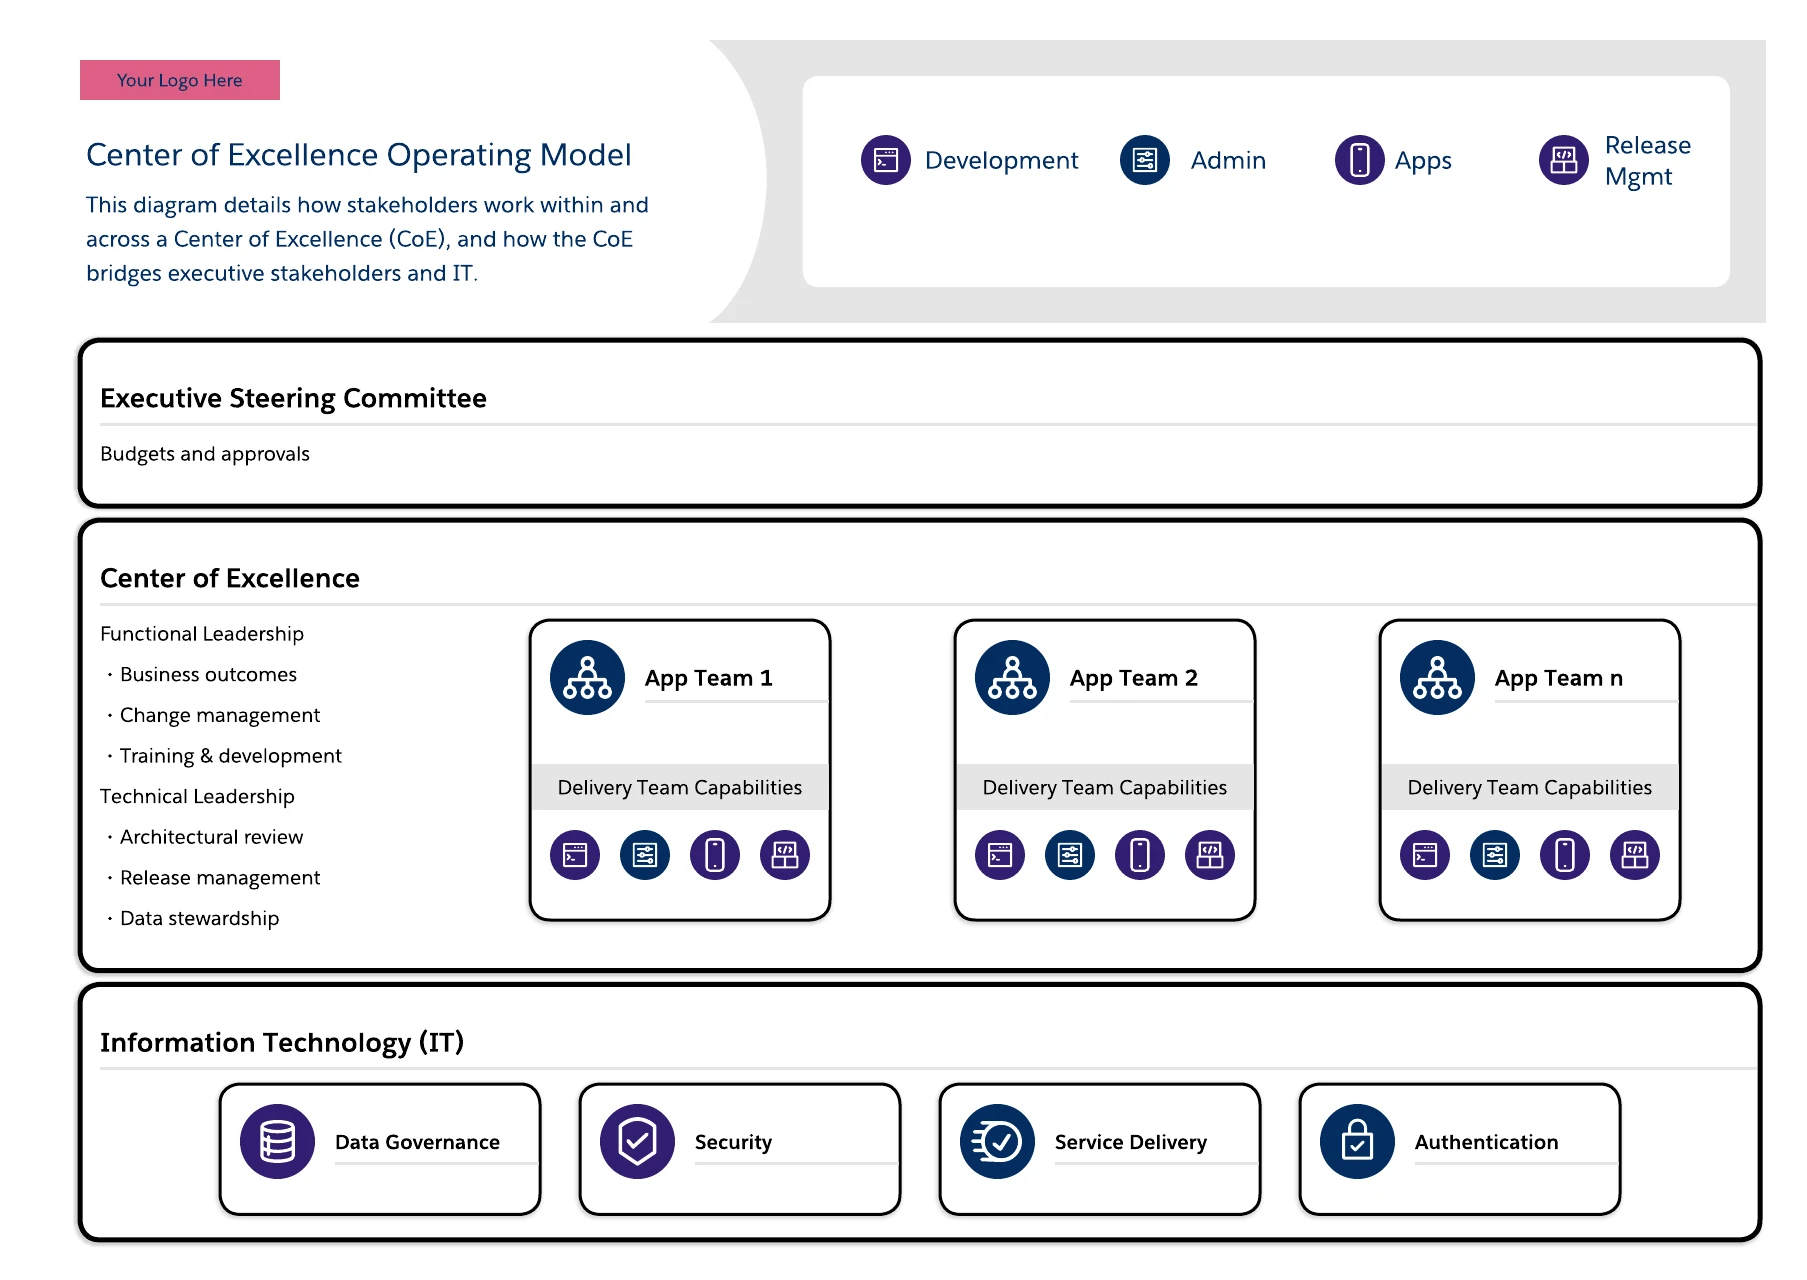 Your Logo Here
Center of Excellence Operating Model
This diagram details how stakeholders work within and
across a Center of Excellence (CoE), and how the CoE
bridges executive stakeholders and IT.
Development
Admin
Apps
Release
Mgmt
Executive Steering Committee
Budgets and approvals
Center of Excellence
Functional Leadership
· Business outcomes
· Change management
· Training & development
Technical Leadership
· Architectural review
· Release management
· Data stewardship
App Team 1
Delivery Team Capabilities
App Team 2
Delivery Team Capabilities
App Team n
Delivery Team Capabilities
Information Technology (IT)
Data Governance
Security
Service Delivery
Authentication